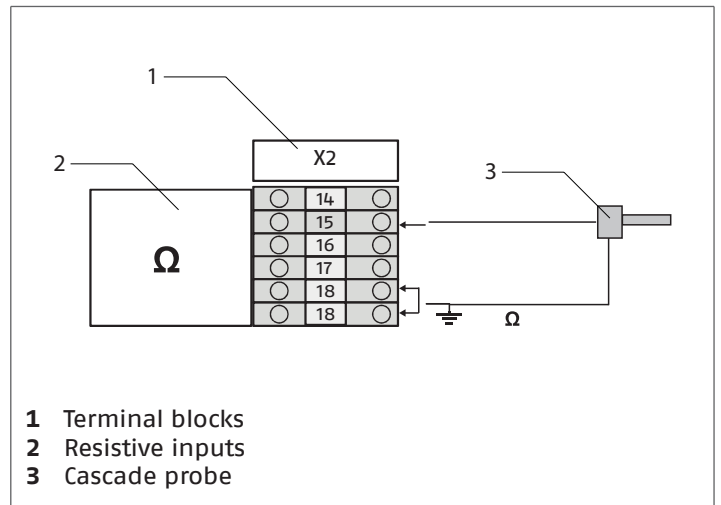 1
X2
2
3
14
15
16
17
18
18
Ω
Ω
1 Terminal blocks
2 Resistive inputs
3 Cascade probe